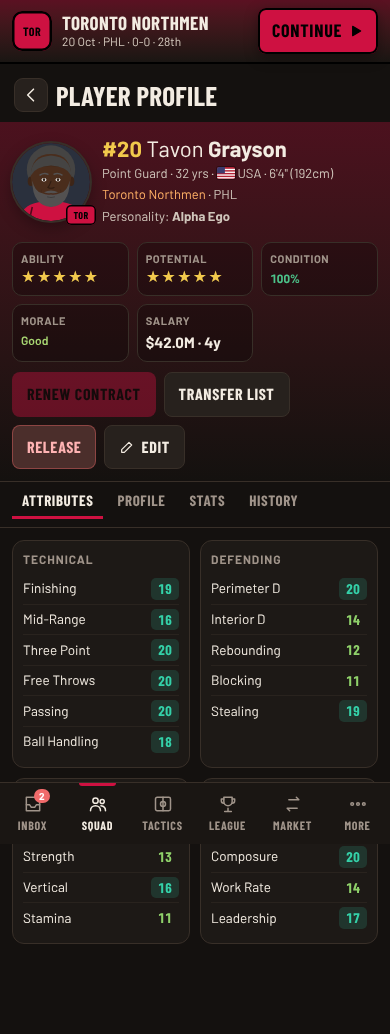 TOR
TORONTO NORTHMEN
20 Oct · PHL · 0-0 · 28th
CONTINUE
PLAYER PROFILE
#20 Tavon Grayson
Point Guard · 32 yrs · USA · 6'4" (192cm)
Toronto Northmen · PHL
TOR
Personality: Alpha Ego
ABILITY
★★★★★
POTENTIAL
★★★★★
CONDITION
100%
MORALE
Good
SALARY
$42.0M · 4y
RENEW CONTRACT
TRANSFER LIST
RELEASE
EDIT
ATTRIBUTES
PROFILE
STATS
HISTORY
TECHNICAL
Finishing 19
Mid-Range 16
Three Point 20
Free Throws 20
Passing 20
Ball Handling 18
DEFENDING
Perimeter D 20
Interior D 14
Rebounding 12
Blocking 11
Stealing 19
2
INBOX
SQUAD
TACTICS
LEAGUE
MARKET
MORE
Strength 13
Vertical 16
Stamina 11
Composure 20
Work Rate 14
Leadership 17